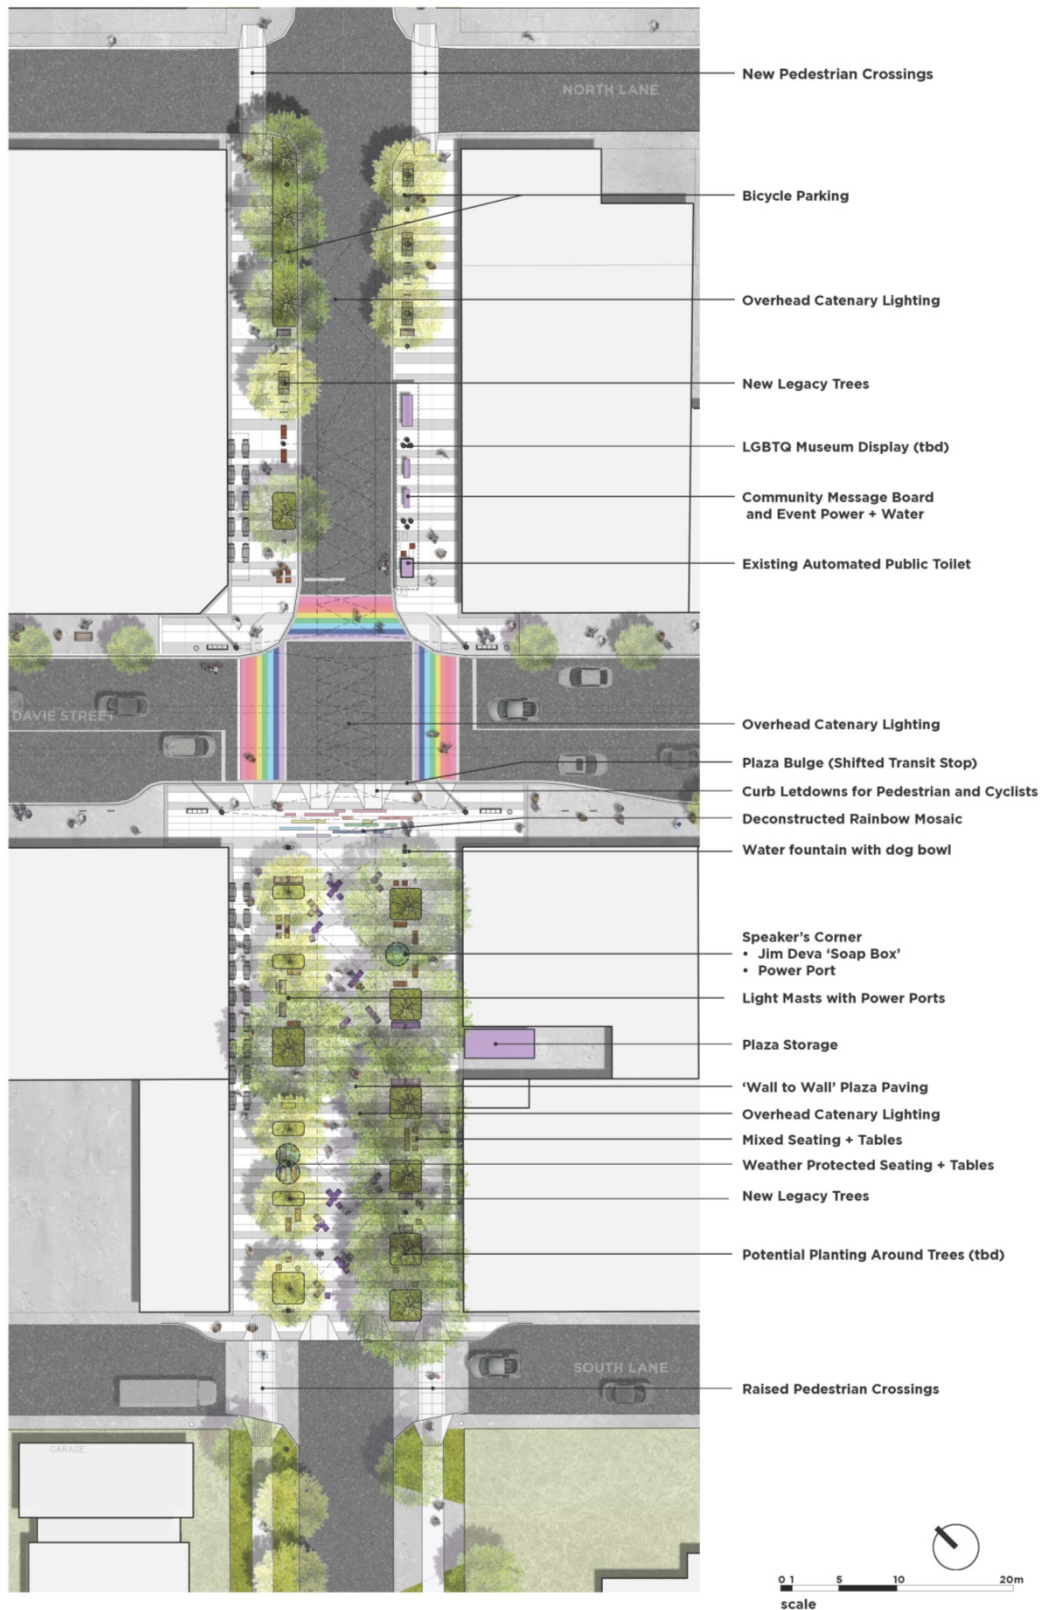 New Pedestrian Crossings
NORTH LANE
Bicycle Parking
Overhead Catenary Lighting
New Legacy Trees
LGBTQ Museum Display (tbd)
Community Message Board
and Event Power + Water
Existing Automated Public Toilet
DAVIE STREET
Overhead Catenary Lighting
Plaza Bulge (Shifted Transit Stop)
Curb Letdowns for Pedestrian and Cyclists
Deconstructed Rainbow Mosaic
Water fountain with dog bowl
Speaker's Corner
• Jim Deva 'Soap Box'
• Power Port
Light Masts with Power Ports
Plaza Storage
'Wall to Wall' Plaza Paving
Overhead Catenary Lighting
Mixed Seating + Tables
Weather Protected Seating + Tables
New Legacy Trees
Potential Planting Around Trees (tbd)
SOUTH LANE
Raised Pedestrian Crossings
GARAGE
0 1 5 10 20m
scale